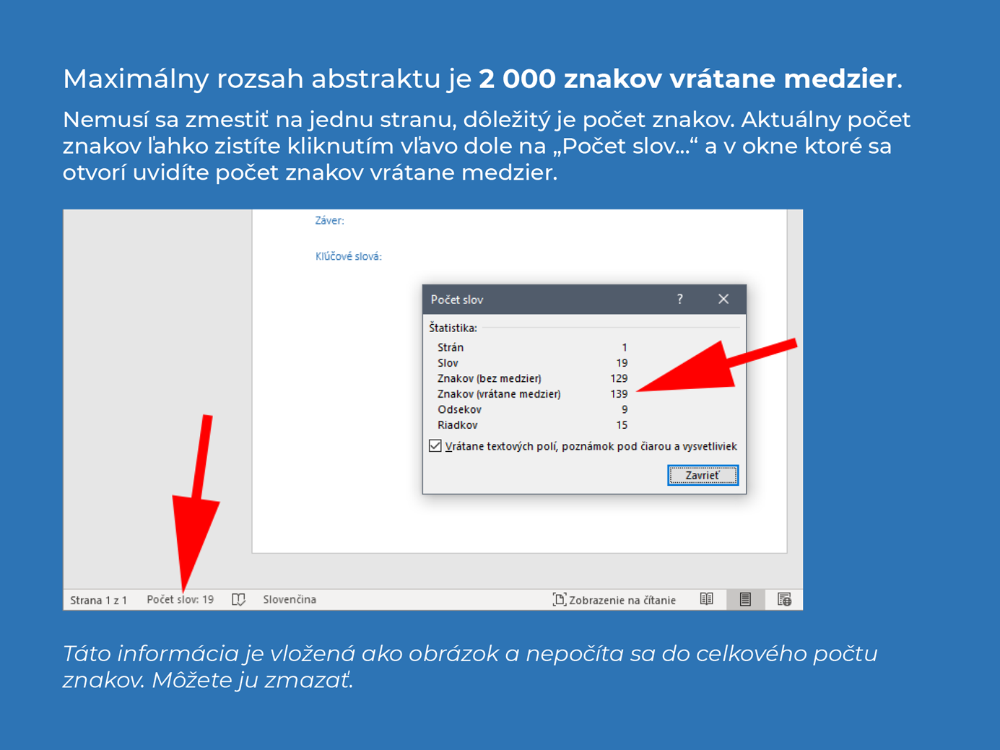 Maximálny rozsah abstraktu je 2 000 znakov vrátane medzier.
Nemusí sa zmestiť na jednu stranu, dôležitý je počet znakov. Aktuálny počet
znakov ľahko zistíte kliknutím vľavo dole na „Počet slov...“ a v okne ktoré sa
otvorí uvidíte počet znakov vrátane medzier.
Záver:
Kľúčové slová:
Počet slov ?
Štatistika:
Strán 1
Slov 19
Znakov (bez medzier) 129
Znakov (vrátane medzier) 139
Odsekov 9
Riadkov 15
Vrátane textových polí, poznámok pod čiarou a vysvetliviek
Zavrieť
Strana 1 z 1 Počet slov: 19 Slovenčina Zobrazenie na čítanie
Táto informácia je vložená ako obrázok a nepočíta sa do celkového počtu
znakov. Môžete ju zmazať.